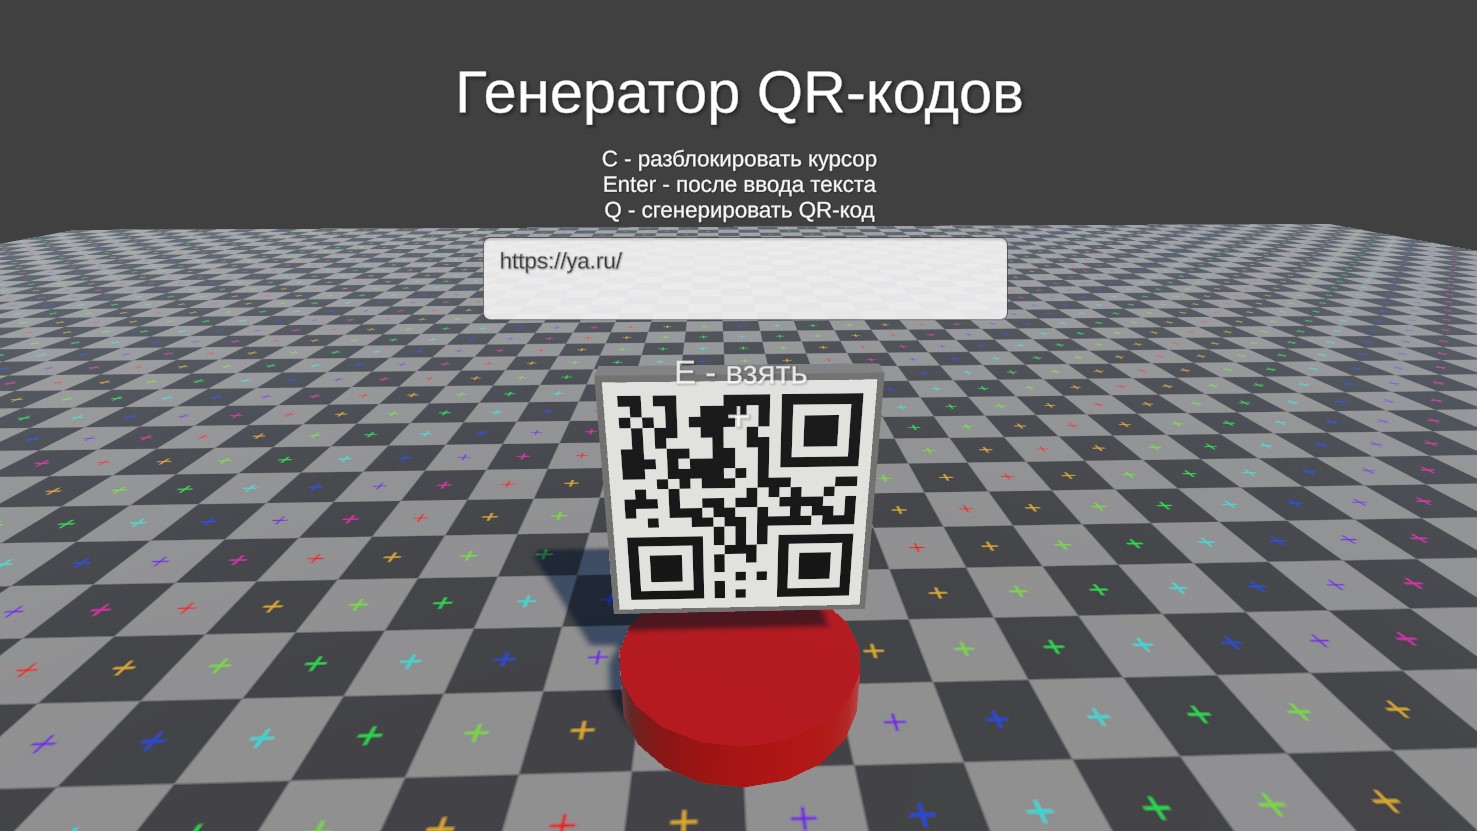 Генератор QR-кодов
C - разблокировать курсор
Enter - после ввода текста
Q - сгенерировать QR-код
https://ya.ru/
E - взять